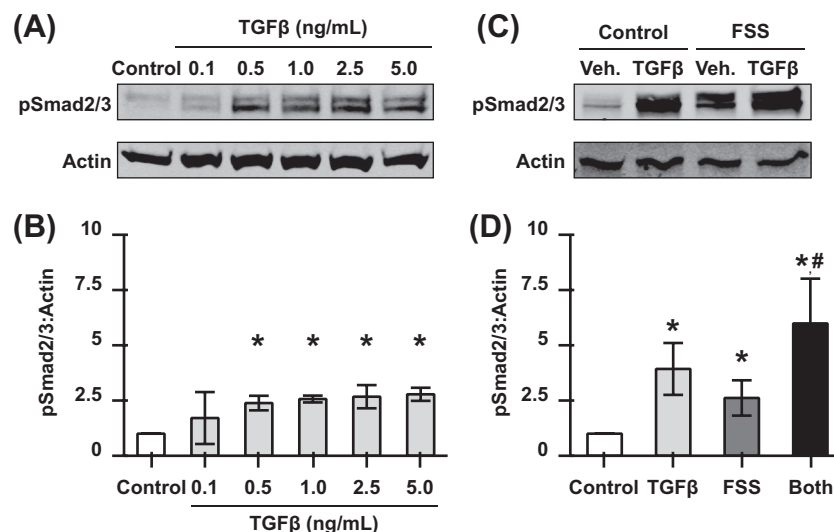 (A)
TGFβ (ng/mL)
Control 0.1 0.5 1.0 2.5 5.0
pSmad2/3
Actin
(C)
Control FSS
Veh. TGFβ Veh. TGFβ
pSmad2/3
Actin
(B)
pSmad2/3:Actin
10
7.5
5
2.5
0
* * * *
Control 0.1 0.5 1.0 2.5 5.0
TGFβ (ng/mL)
(D)
pSmad2/3:Actin
10
7.5
5
2.5
0
* * *,#
Control TGFβ FSS Both